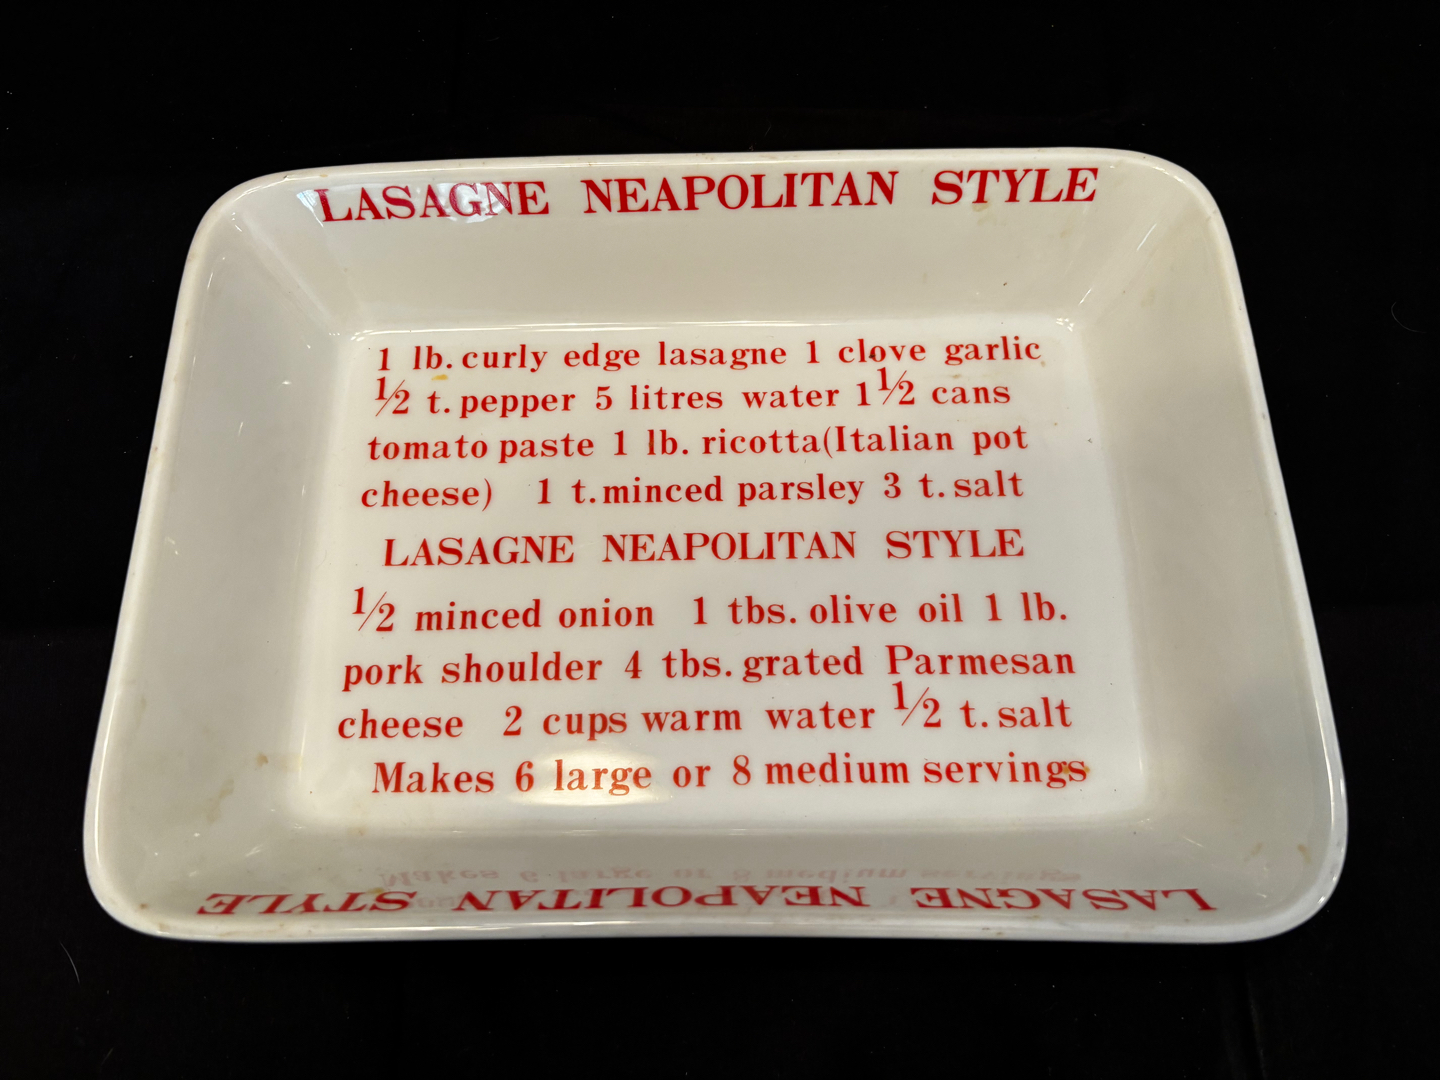 LASAGNE NEAPOLITAN STYLE
1 lb. curly edge lasagne 1 clove garlic
½ t. pepper 5 litres water 1 ½ cans
tomato paste 1 lb. ricotta(Italian pot
cheese) 1 t. minced parsley 3 t. salt
LASAGNE NEAPOLITAN STYLE
½ minced onion 1 tbs. olive oil 1 lb.
pork shoulder 4 tbs. grated Parmesan
cheese 2 cups warm water ½ t. salt
Makes 6 large or 8 medium servings
LASAGNE NEAPOLITAN STYLE